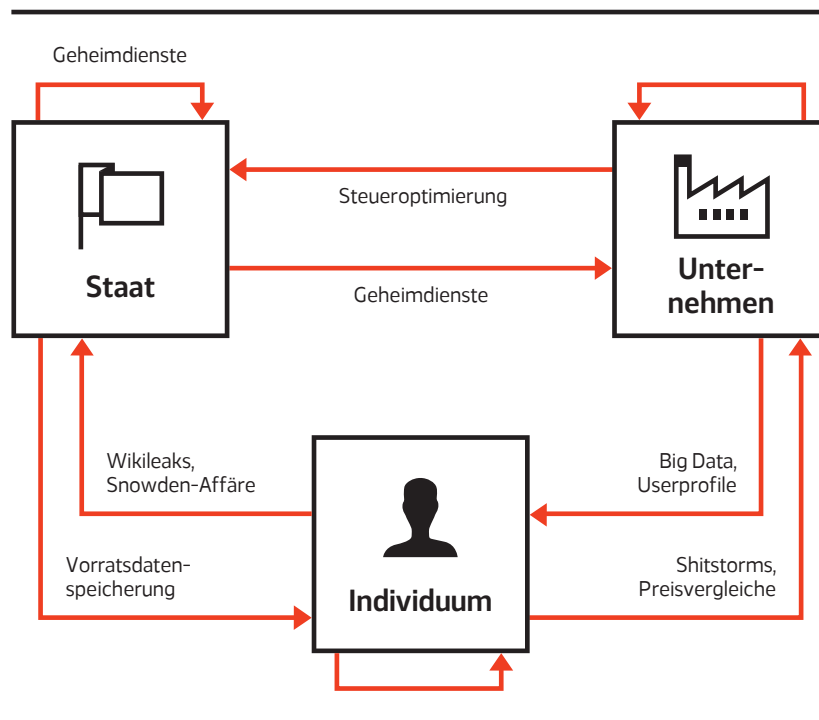 Geheimdienste
Steueroptimierung
Staat
Unter-
nehmen
Geheimdienste
Wikileaks,
Snowden-Affäre
Big Data,
Userprofile
Vorratsdaten-
speicherung
Individuum
Shitstorms,
Preisvergleiche